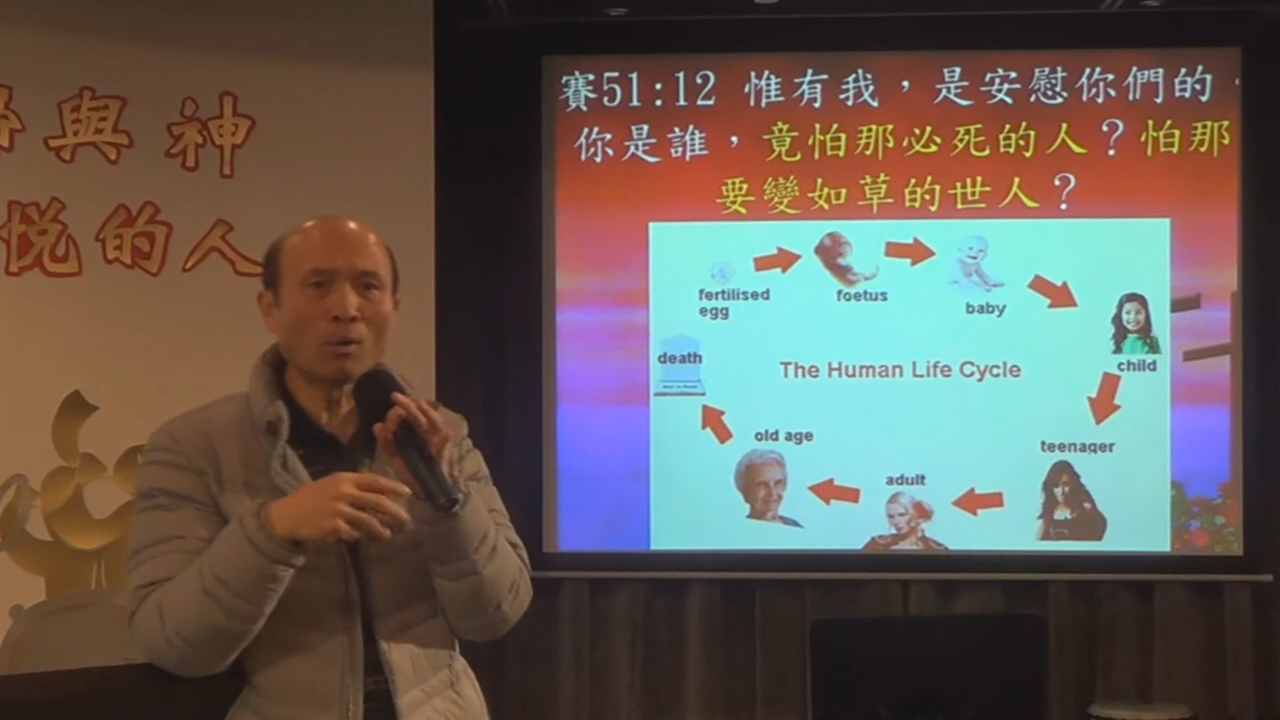 與神
悅的人
賽51:12 惟有我，是安慰你們的
你是誰，竟怕那必死的人？怕那
要變如草的世人？
fertilised
egg
foetus
baby
child
The Human Life Cycle
death
teenager
old age
adult